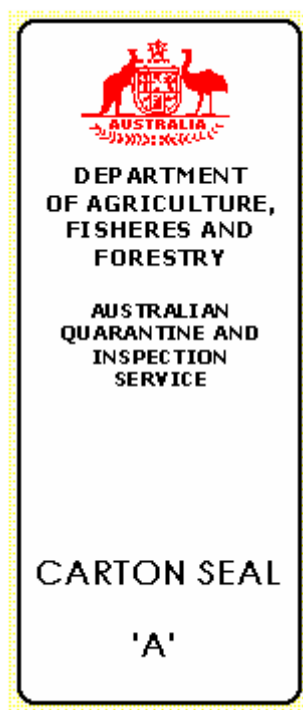 AUSTRALIA
DEPARTMENT
OF AGRICULTURE,
FISHERES AND
FORESTRY
AUSTRALIAN
QUARANTINE AND
INSPECTION
SERVICE
CARTON SEAL
'A'